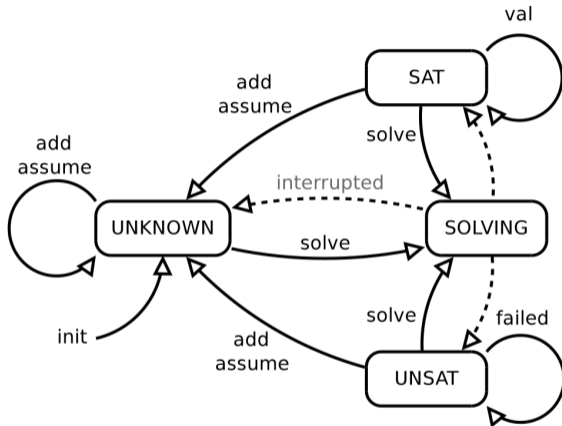 val
SAT
add
assume
solve
add
assume
interrupted
UNKNOWN
SOLVING
solve
solve
failed
init
add
assume
UNSAT